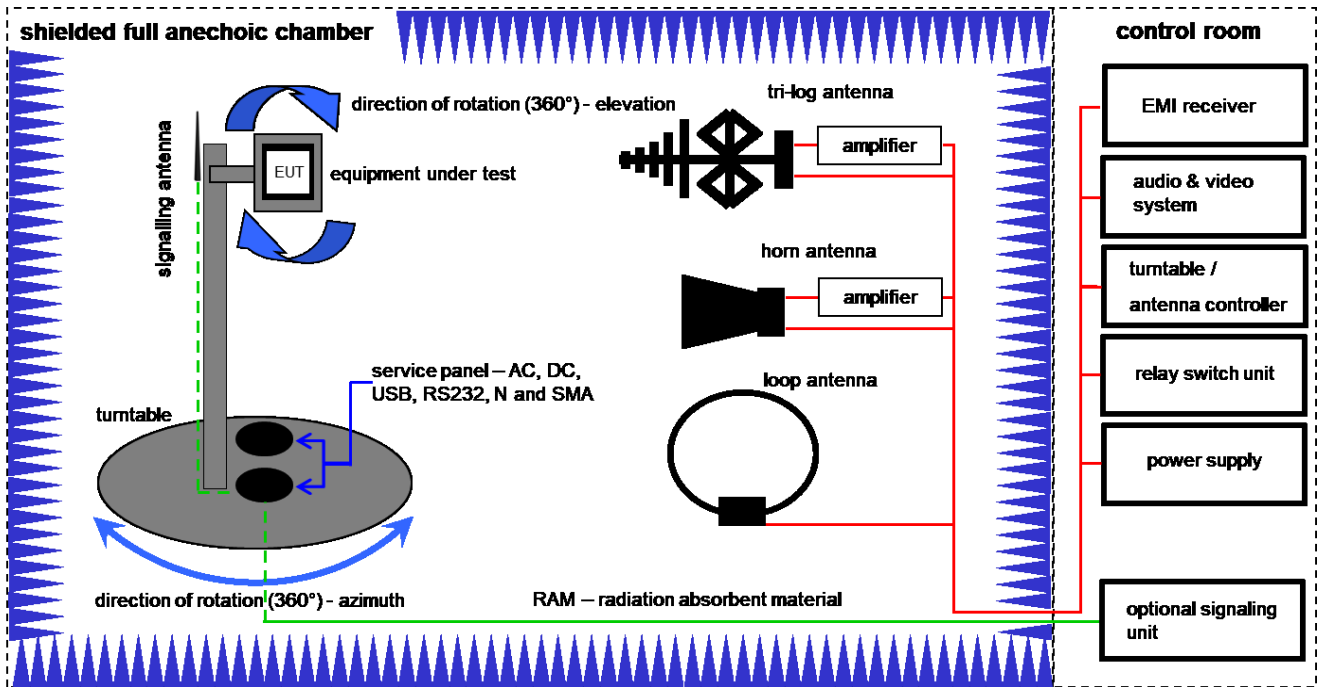 shielded full anechoic chamber
control room
direction of rotation (360°) - elevation
signalling antenna
EUT
equipment under test
tri-log antenna
amplifier
horn antenna
amplifier
loop antenna
service panel – AC, DC,
USB, RS232, N and SMA
turntable
direction of rotation (360°) - azimuth
RAM – radiation absorbent material
EMI receiver
audio & video
system
turntable /
antenna controller
relay switch unit
power supply
optional signaling
unit